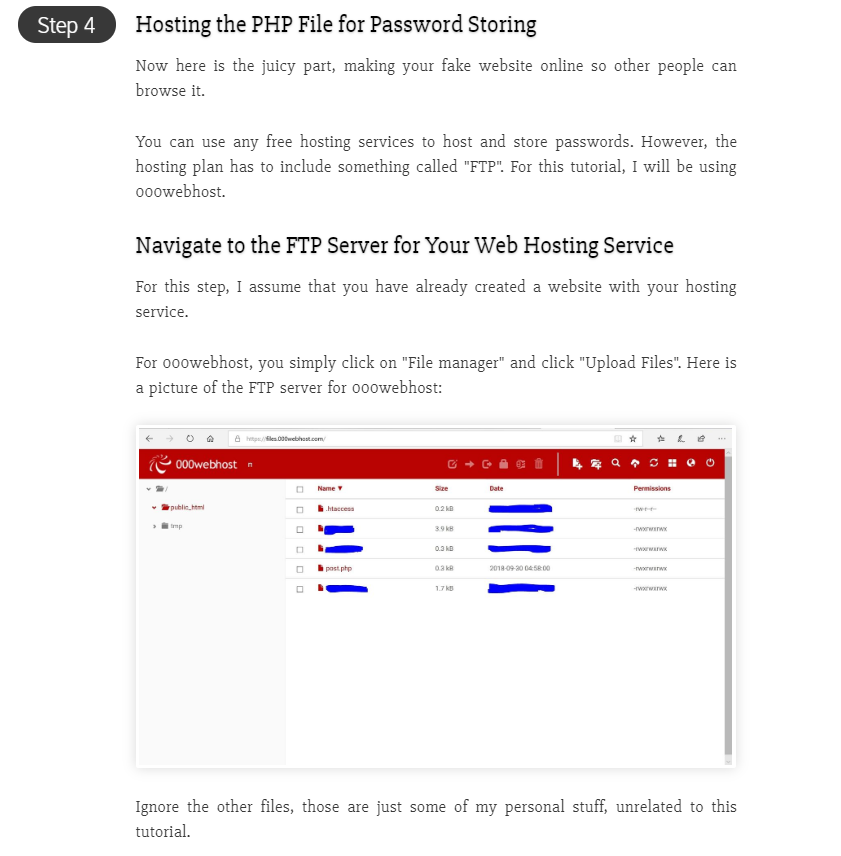 Step 4
Hosting the PHP File for Password Storing
Now here is the juicy part, making your fake website online so other people can
browse it.
You can use any free hosting services to host and store passwords. However, the
hosting plan has to include something called "FTP". For this tutorial, I will be using
000webhost.
Navigate to the FTP Server for Your Web Hosting Service
For this step, I assume that you have already created a website with your hosting
service.
For 000webhost, you simply click on "File manager" and click "Upload Files". Here is
a picture of the FTP server for 000webhost:
https://files.000webhost.com/
000webhost
/
Name ▼ Size Date Permissions
public_html
.htaccess 0.2 kB -rw-r--r--
tmp
3.9 kB -rwxrwxrwx
0.3 kB -rwxrwxrwx
post.php 0.3 kB 2018-09-30 04:58:00 -rwxrwxrwx
1.7 kB -rwxrwxrwx
Ignore the other files, those are just some of my personal stuff, unrelated to this
tutorial.